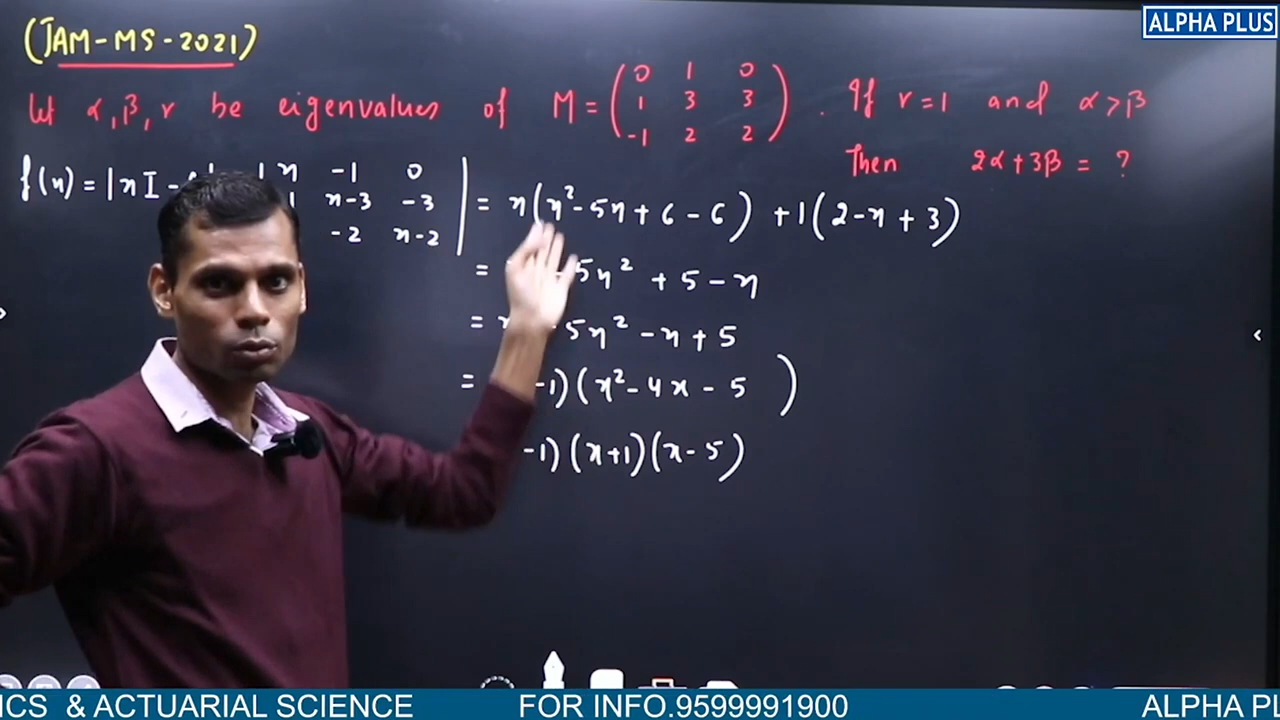 ALPHA PLUS
(JAM-MS-2021)
Let α, β, r be eigenvalues of M = (0 1 0
1 3 3
-1 2 2) . If r = 1 and α > β
Then 2α + 3β = ?
f(x) = |xI - -1 0
x-3 -3
-2 x-2| = x(x² - 5x + 6 - 6) + 1(2 - x + 3)
= 5x² + 5 - x
= 5x² - x + 5
= -1)(x² - 4x - 5 )
-1)(x+1)(x-5)
ICS & ACTUARIAL SCIENCE FOR INFO.9599991900 ALPHA PL